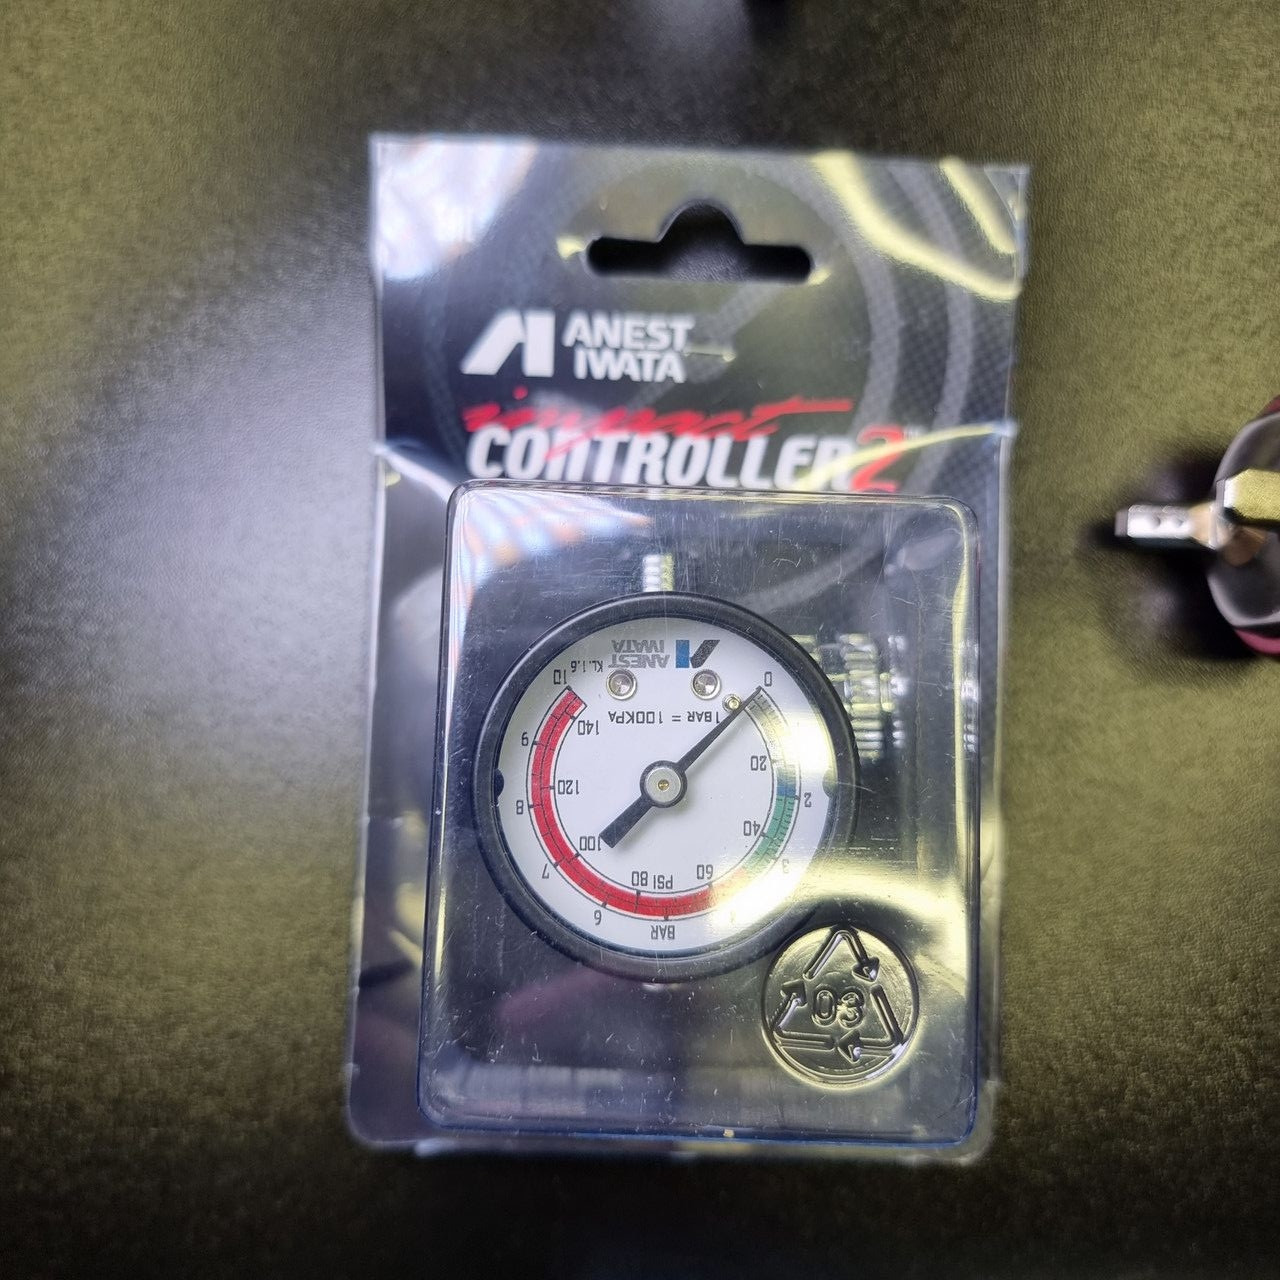 ANEST
IWATA
impact
CONTROLLER2
ANEST
IWATA
KL.1.6
1BAR = 100KPA
0
2
3
4
6
7
8
9
10
BAR
20
40
60
80
100
120
140
PSI
03